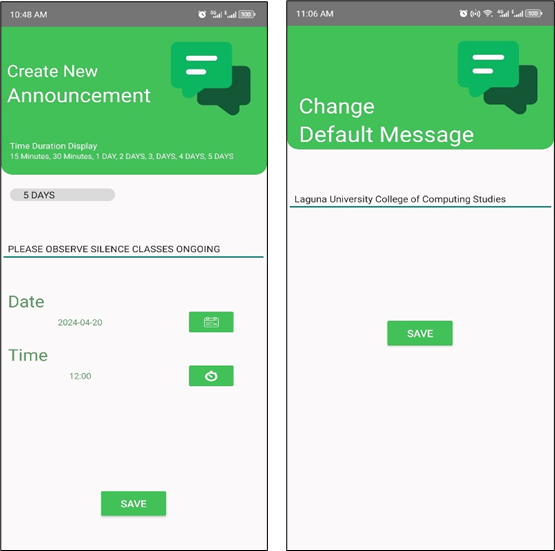 10:48 AM
Create New
Announcement
Time Duration Display
15 Minutes, 30 Minutes, 1 DAY, 2 DAYS, 3, DAYS, 4 DAYS, 5 DAYS
5 DAYS
PLEASE OBSERVE SILENCE CLASSES ONGOING
Date
2024-04-20
Time
12:00
SAVE
11:06 AM
Change
Default Message
Laguna University College of Computing Studies
SAVE